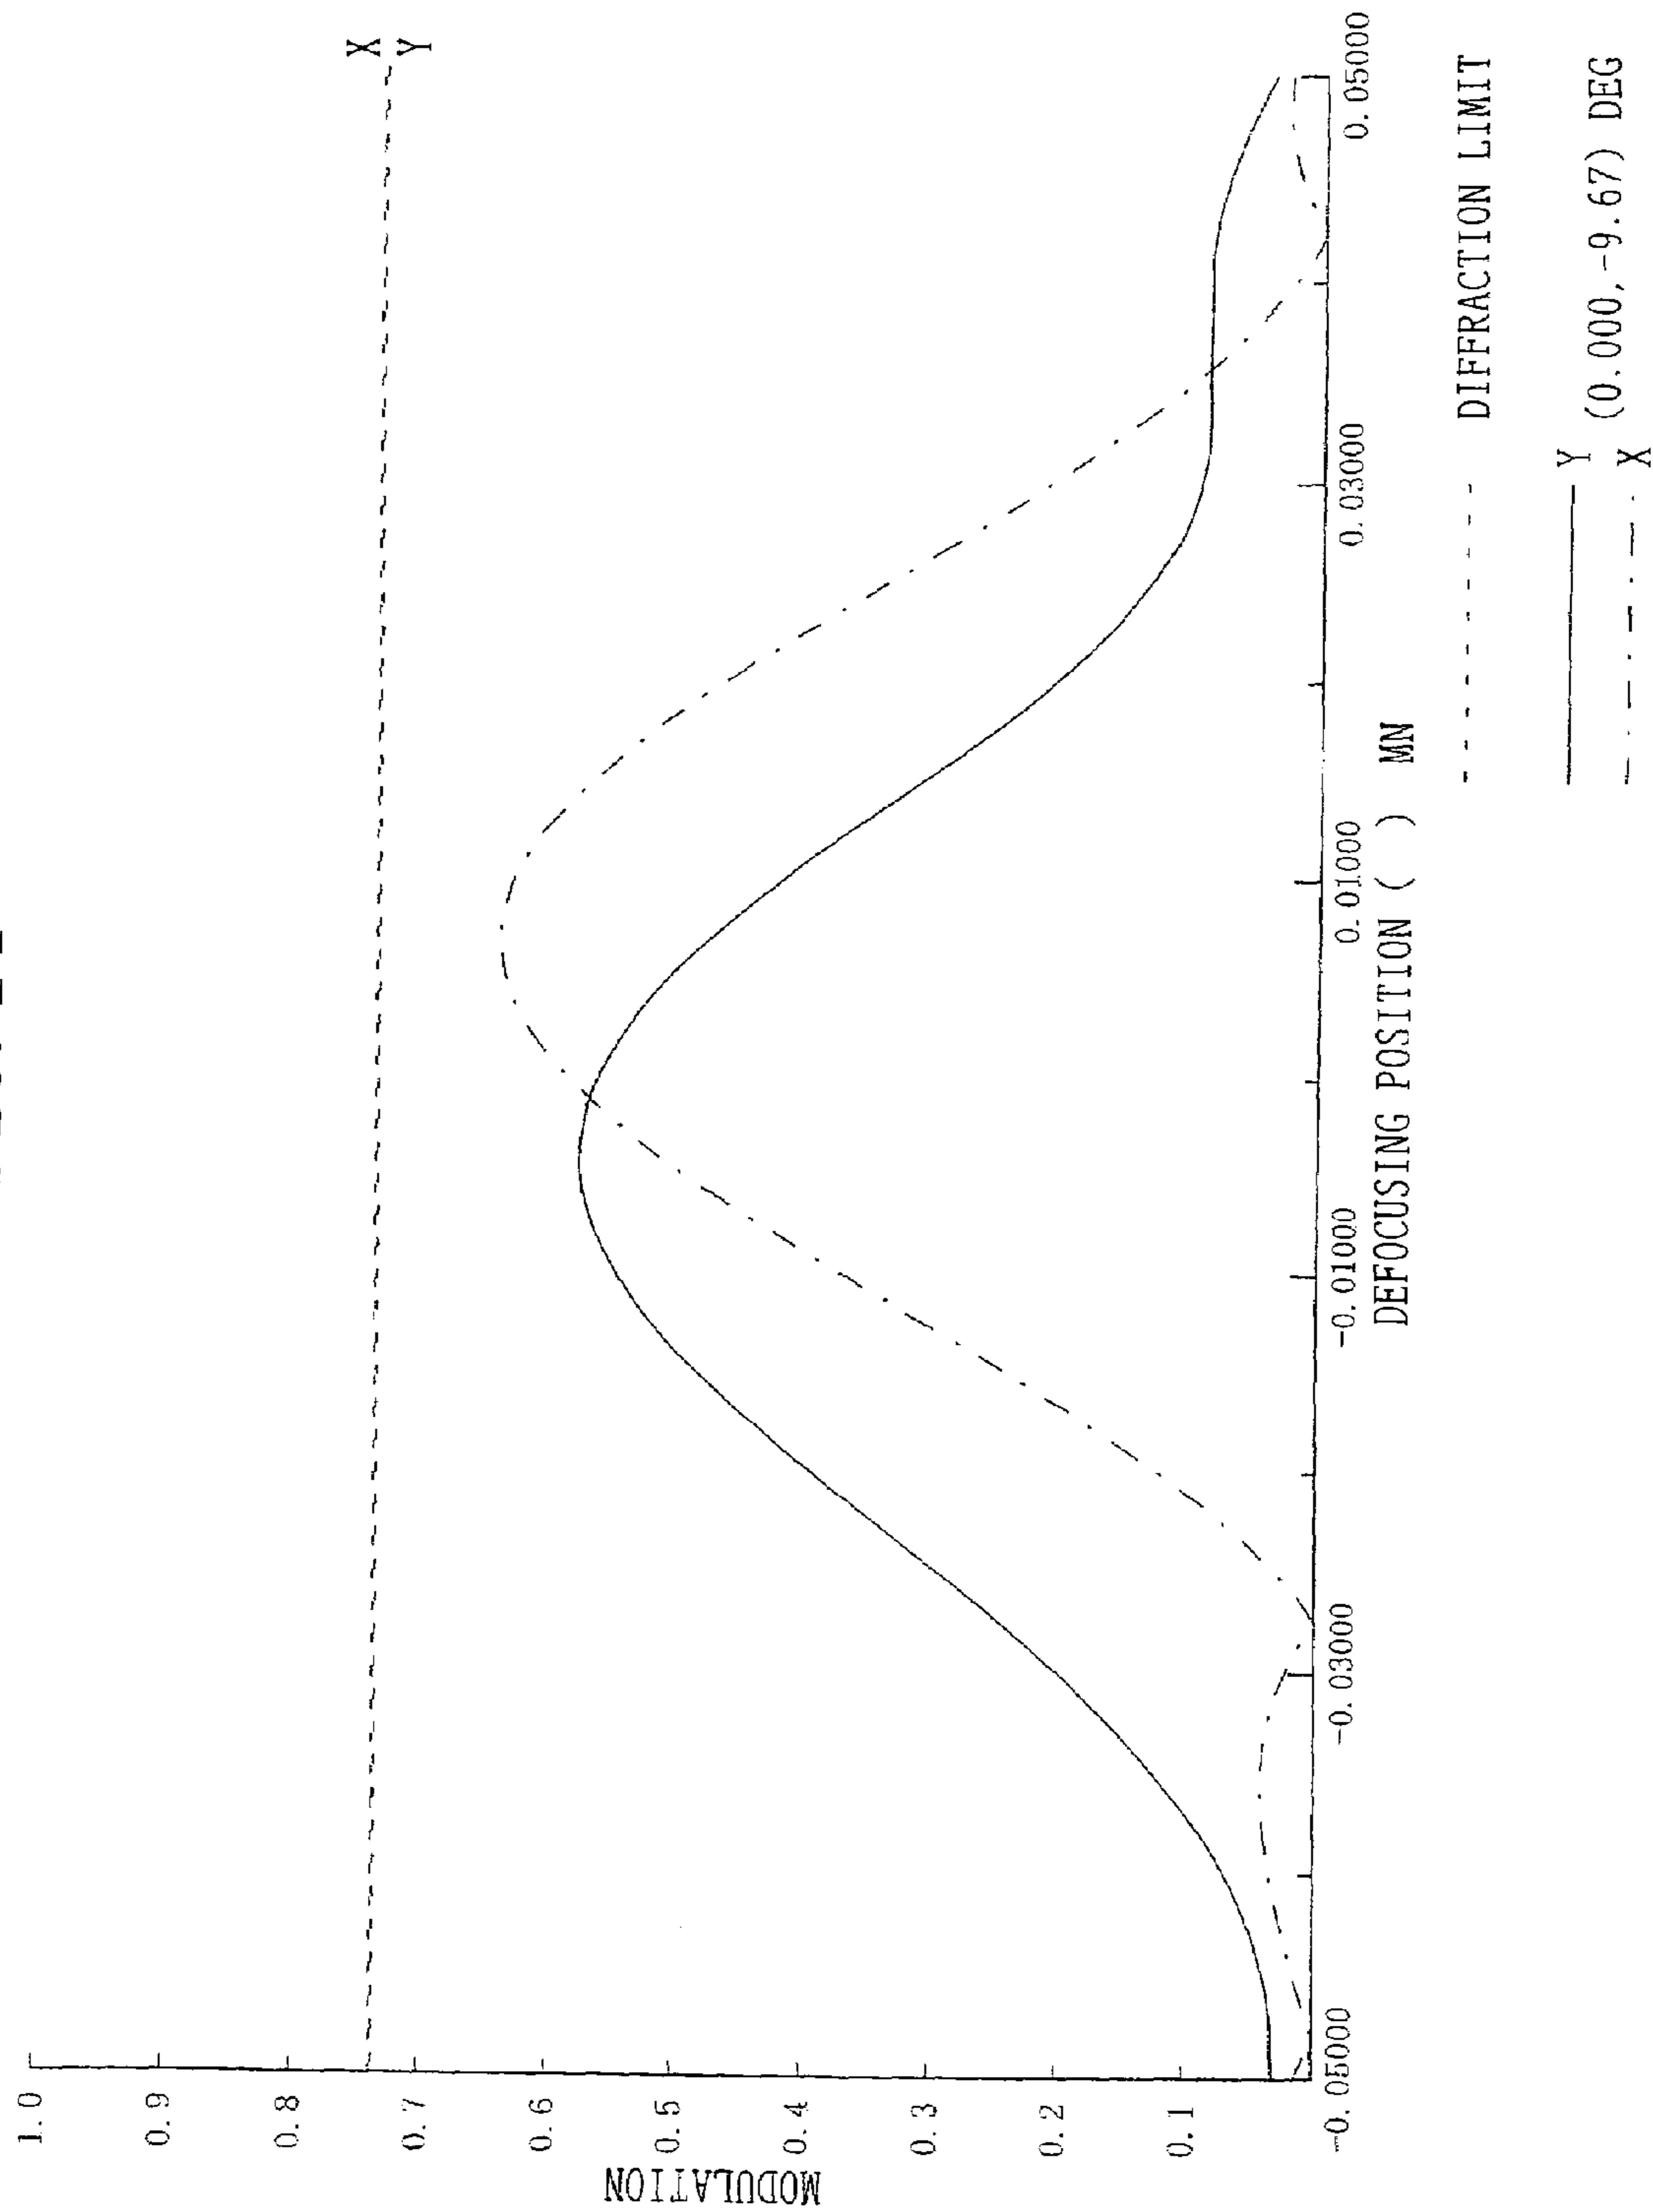 X
Y
1.0
0.9
0.8
0.7
0.6
0.5
0.4
0.3
0.2
0.1
MODULATION
-0.05000
-0.03000
-0.01000
0.01000
0.03000
0.05000
DEFOCUSING POSITION ( ) MN
DIFFRACTION LIMIT
Y
(0.000,-9.67) DEG
X